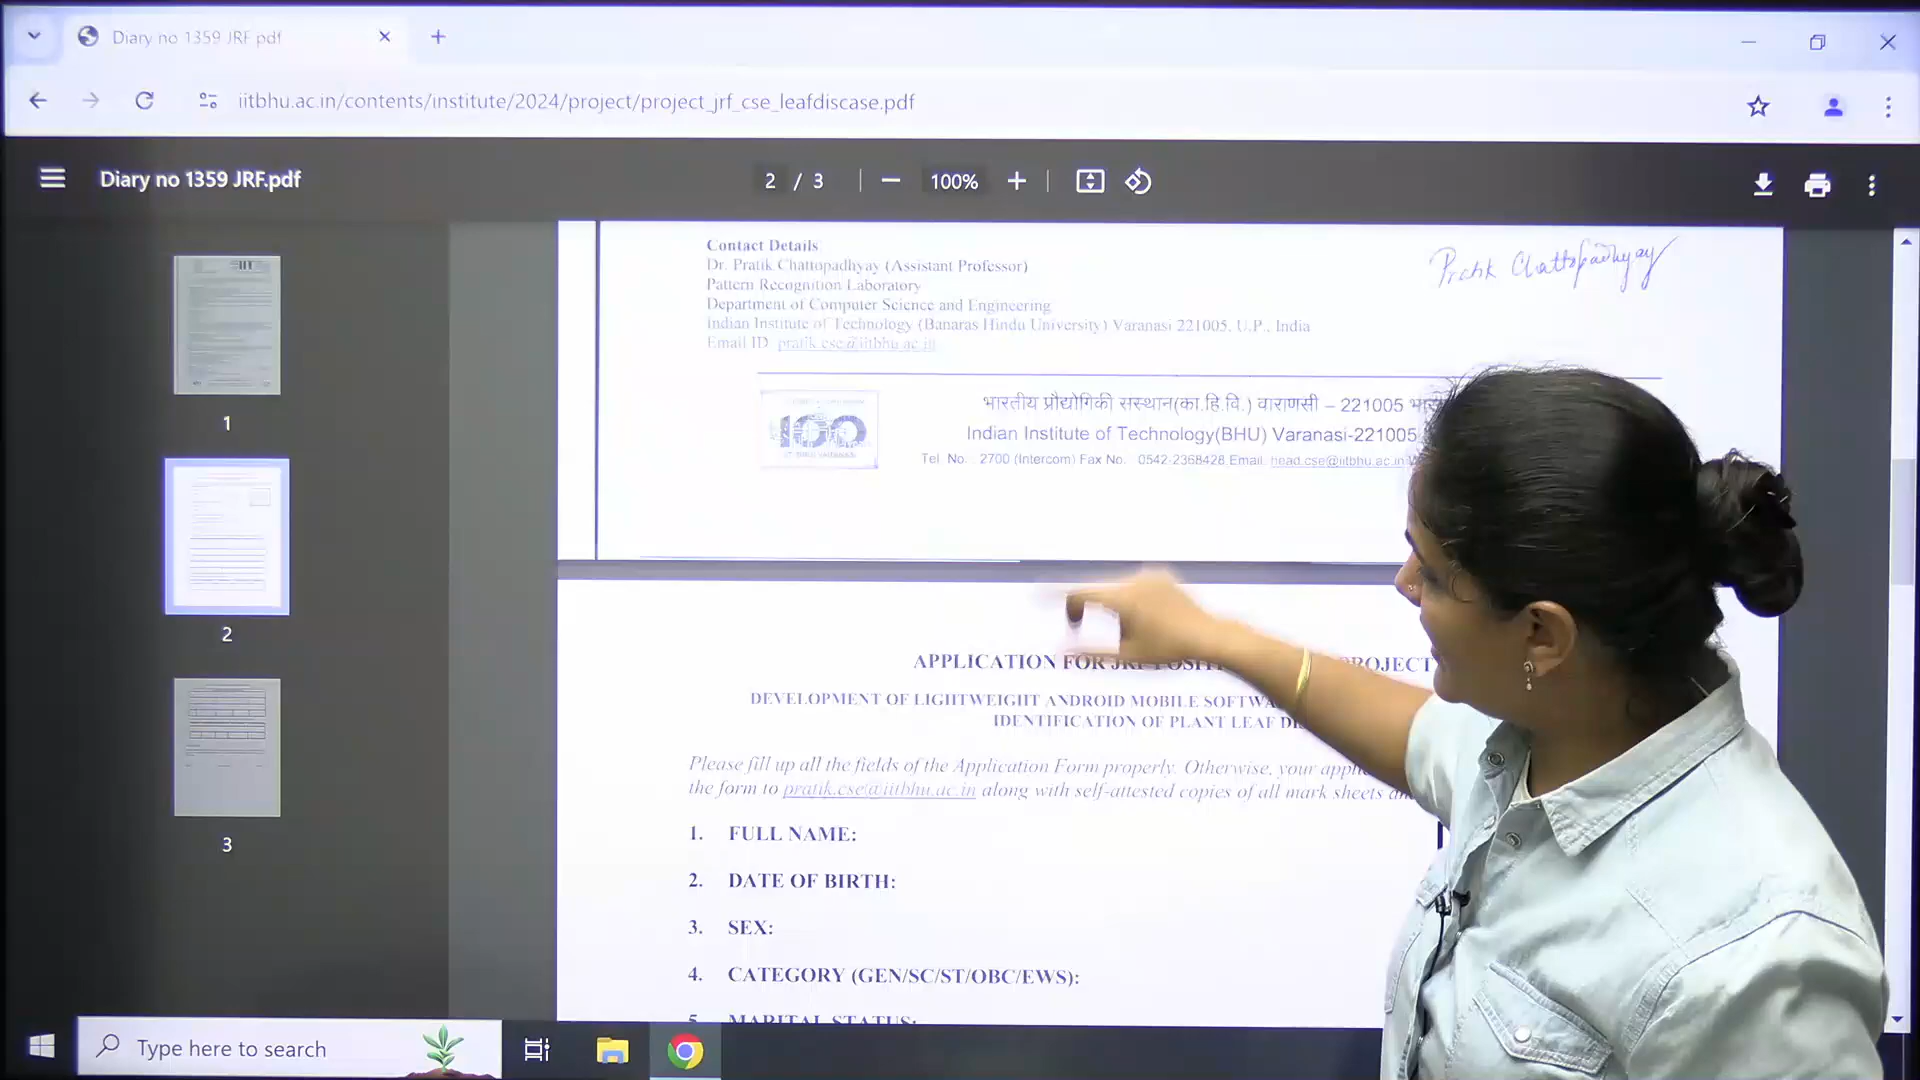 Diary no 1359 JRF pdf
iitbhu.ac.in/contents/institute/2024/project/project_jrf_cse_leafdiscase.pdf
Diary no 1359 JRF.pdf
2 / 3
100%
Contact Details
Dr. Pratik Chattopadhyay (Assistant Professor)
Pattern Recognition Laboratory
Department of Computer Science and Engineering
Indian Institute of Technology (Banaras Hindu University) Varanasi 221005, U.P., India
Email ID pratik.cse@iitbhu.ac.in
Pratik Chattopadhyay
100
भारतीय प्रौद्योगिकी संस्थान(का.हि.वि.) वाराणसी – 221005
Indian Institute of Technology(BHU) Varanasi-221005
Tel No. 2700 (Intercom) Fax No. 0542-2368428 Email: head.cse@iitbhu.ac.in
IIT
1
2
3
APPLICATION FOR JRF PROJECT
DEVELOPMENT OF LIGHTWEIGHT ANDROID MOBILE
IDENTIFICATION OF PLANT LEAF
Please fill up all the fields of the Application Form properly. Otherwise, your
the form to pratik.cse@iitbhu.ac.in along with self-attested copies of all mark sheets
1. FULL NAME:
2. DATE OF BIRTH:
3. SEX:
4. CATEGORY (GEN/SC/ST/OBC/EWS):
5. MARITAL STATUS:
Type here to search